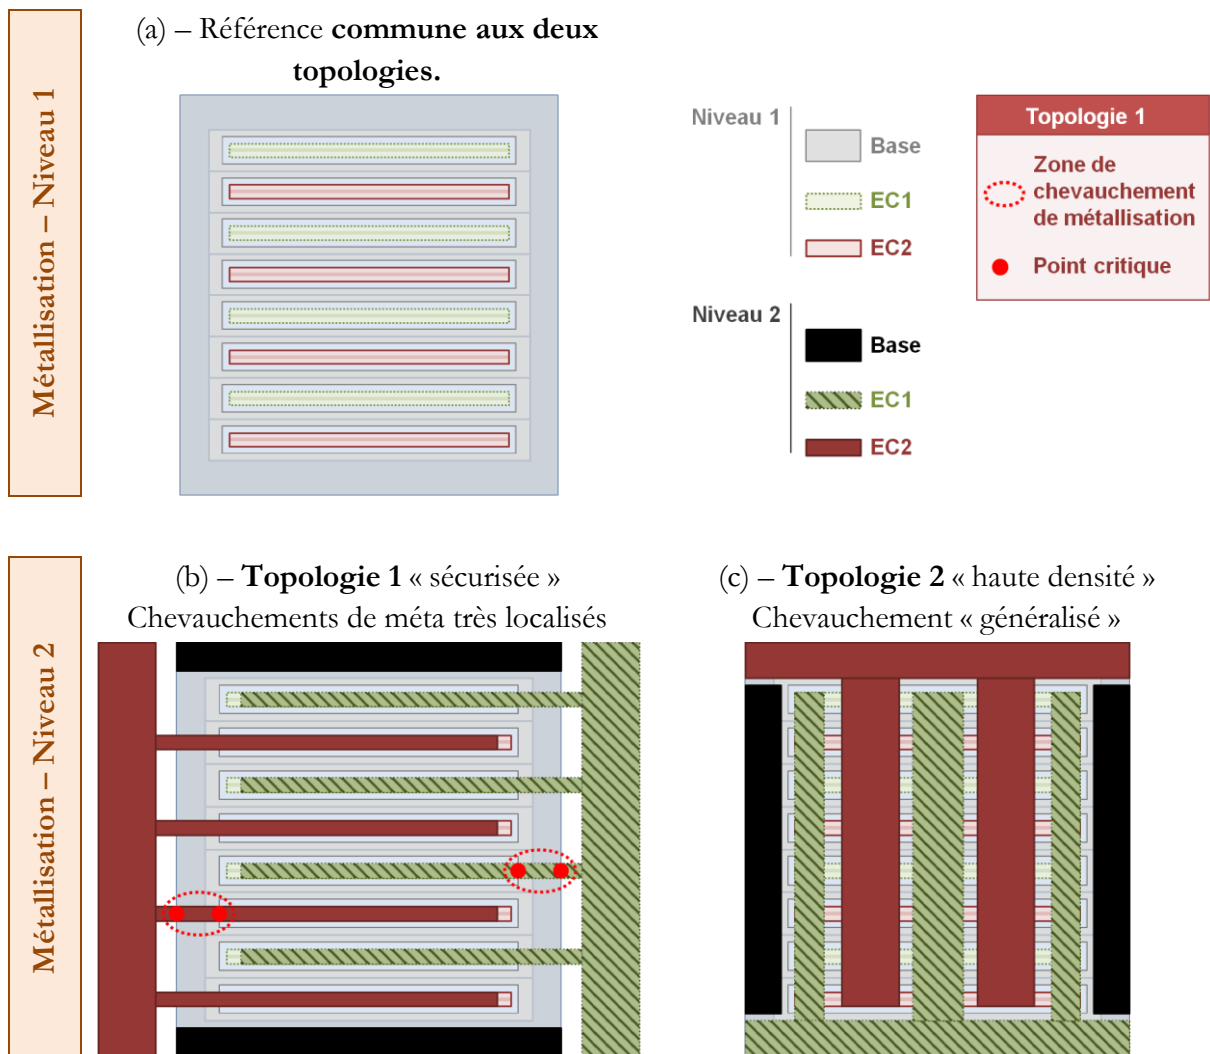 Métallisation – Niveau 1
(a) – Référence commune aux deux
topologies.
Niveau 1
Base
EC1
EC2
Niveau 2
Base
EC1
EC2
Topologie 1
Zone de
chevauchement
de métallisation
Point critique
Métallisation – Niveau 2
(b) – Topologie 1 « sécurisée »
Chevauchements de méta très localisés
(c) – Topologie 2 « haute densité »
Chevauchement « généralisé »